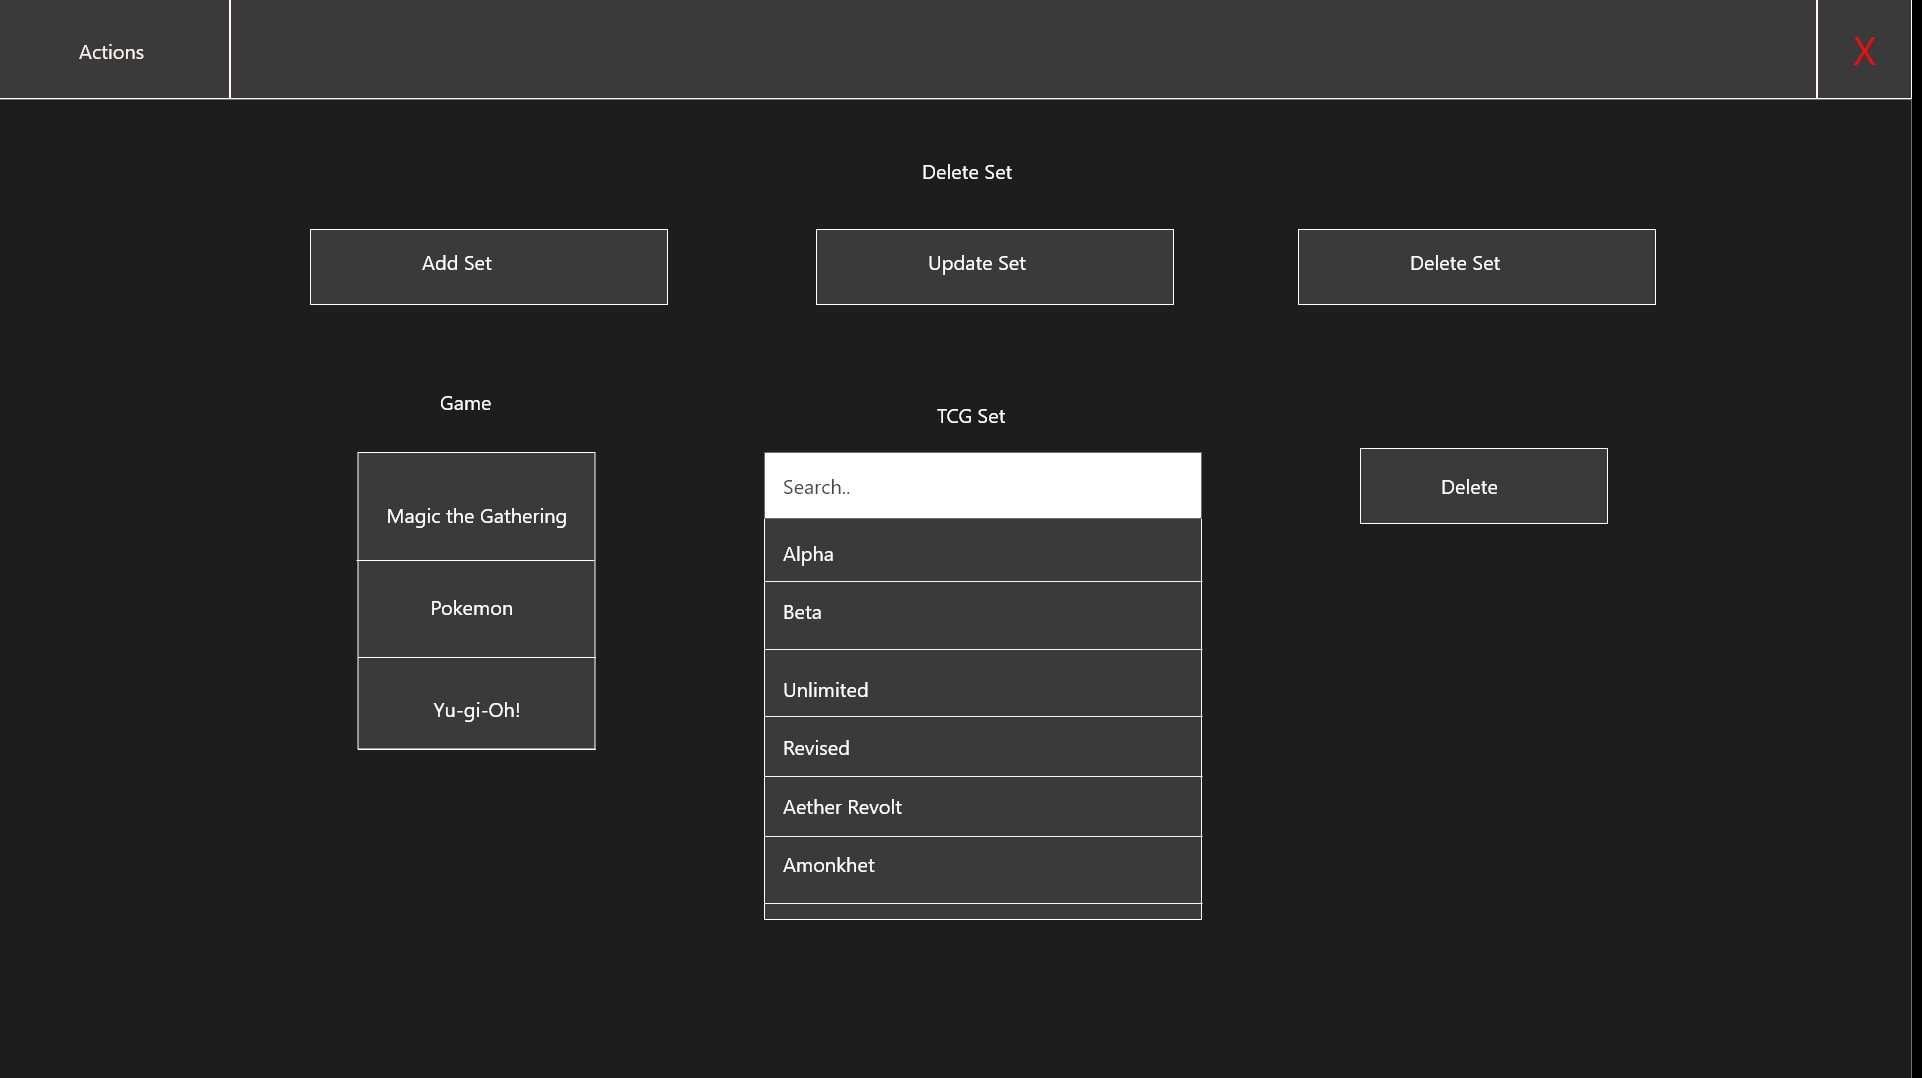 Actions
X
Delete Set
Add Set
Update Set
Delete Set
Game
TCG Set
Magic the Gathering
Pokemon
Yu-gi-Oh!
Search..
Alpha
Beta
Unlimited
Revised
Aether Revolt
Amonkhet
Delete